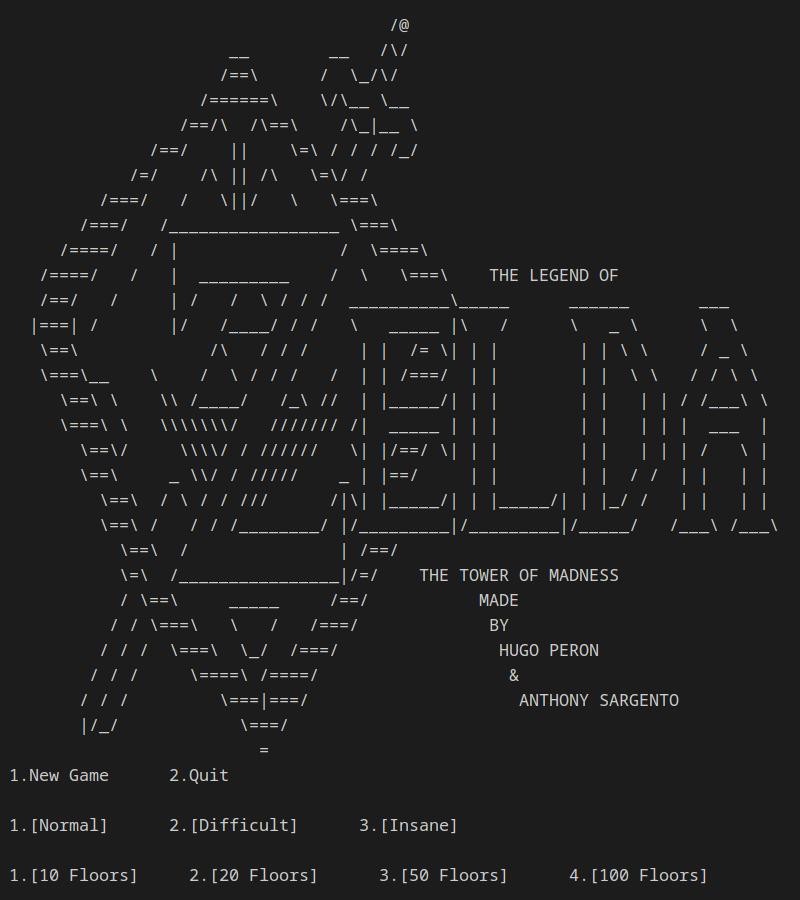 THE LEGEND OF
ZELDA
THE TOWER OF MADNESS
MADE
BY
HUGO PERON
&
ANTHONY SARGENTO
1.New Game 2.Quit
1.[Normal] 2.[Difficult] 3.[Insane]
1.[10 Floors] 2.[20 Floors] 3.[50 Floors] 4.[100 Floors]